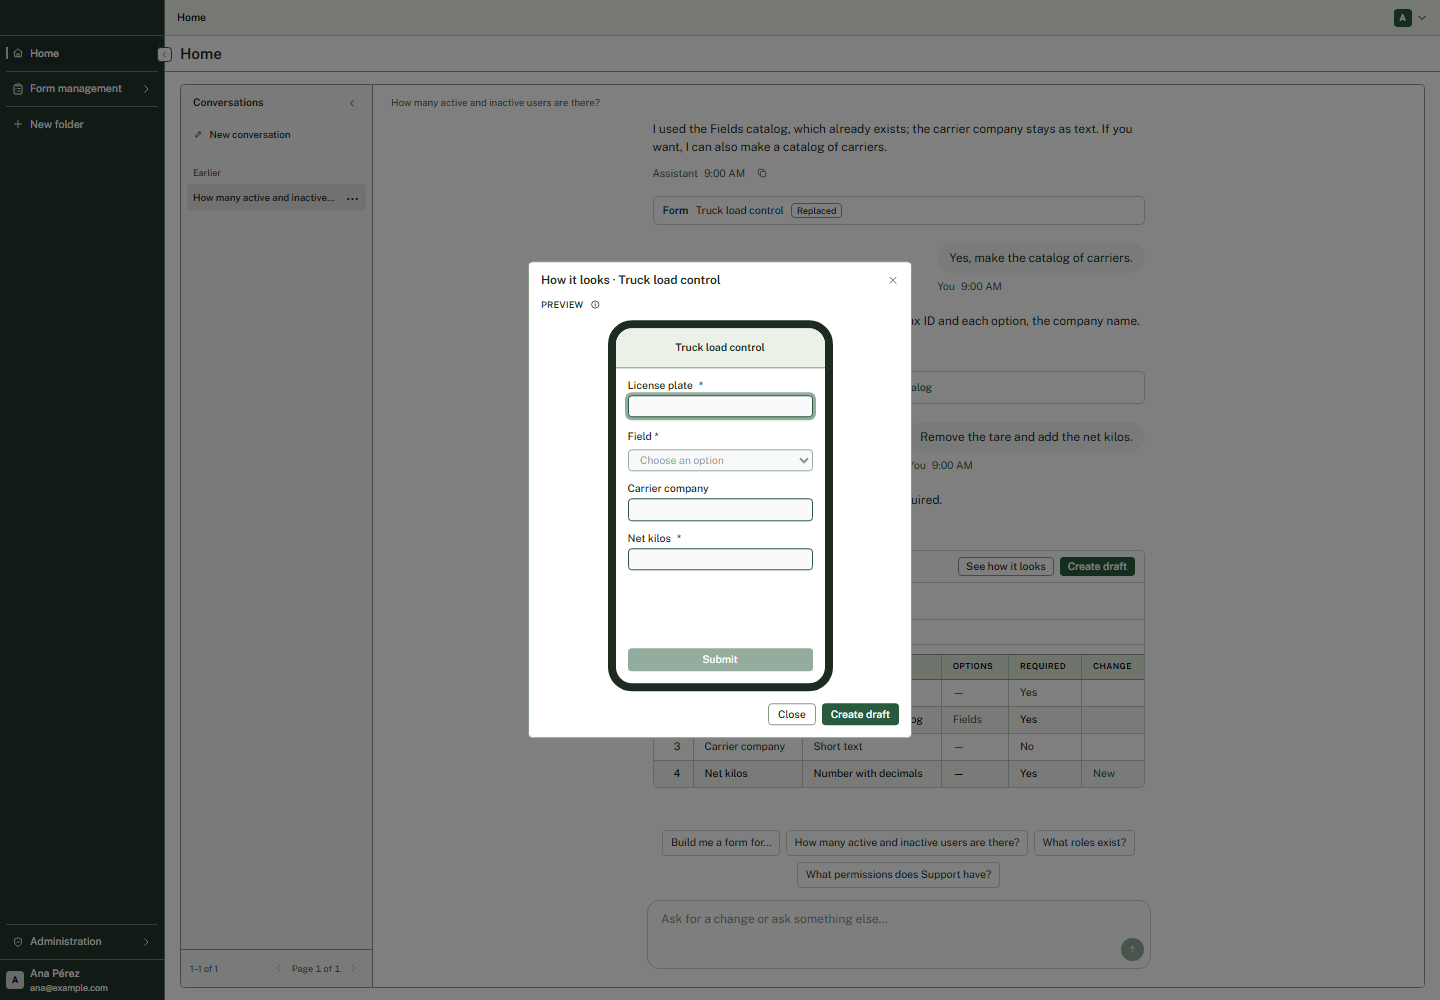 Home
A
Home
Form management
New folder
Home
Conversations
New conversation
Earlier
How many active and inactive...
How many active and inactive users are there?
I used the Fields catalog, which already exists; the carrier company stays as text. If you
want, I can also make a catalog of carriers.
Assistant 9:00 AM
Form Truck load control Replaced
Yes, make the catalog of carriers.
You 9:00 AM
ID and each option, the company name.
Remove the tare and add the net kilos.
You 9:00 AM
How it looks · Truck load control
PREVIEW
Truck load control
License plate *
Field *
Choose an option
Carrier company
Net kilos *
Submit
Close Create draft
See how it looks Create draft
OPTIONS REQUIRED CHANGE
— Yes
Fields Yes
3 Carrier company Short text — No
4 Net kilos Number with decimals — Yes New
Build me a form for... How many active and inactive users are there? What roles exist?
What permissions does Support have?
Ask for a change or ask something else...
1–1 of 1 Page 1 of 1
Administration
A
Ana Pérez
ana@example.com